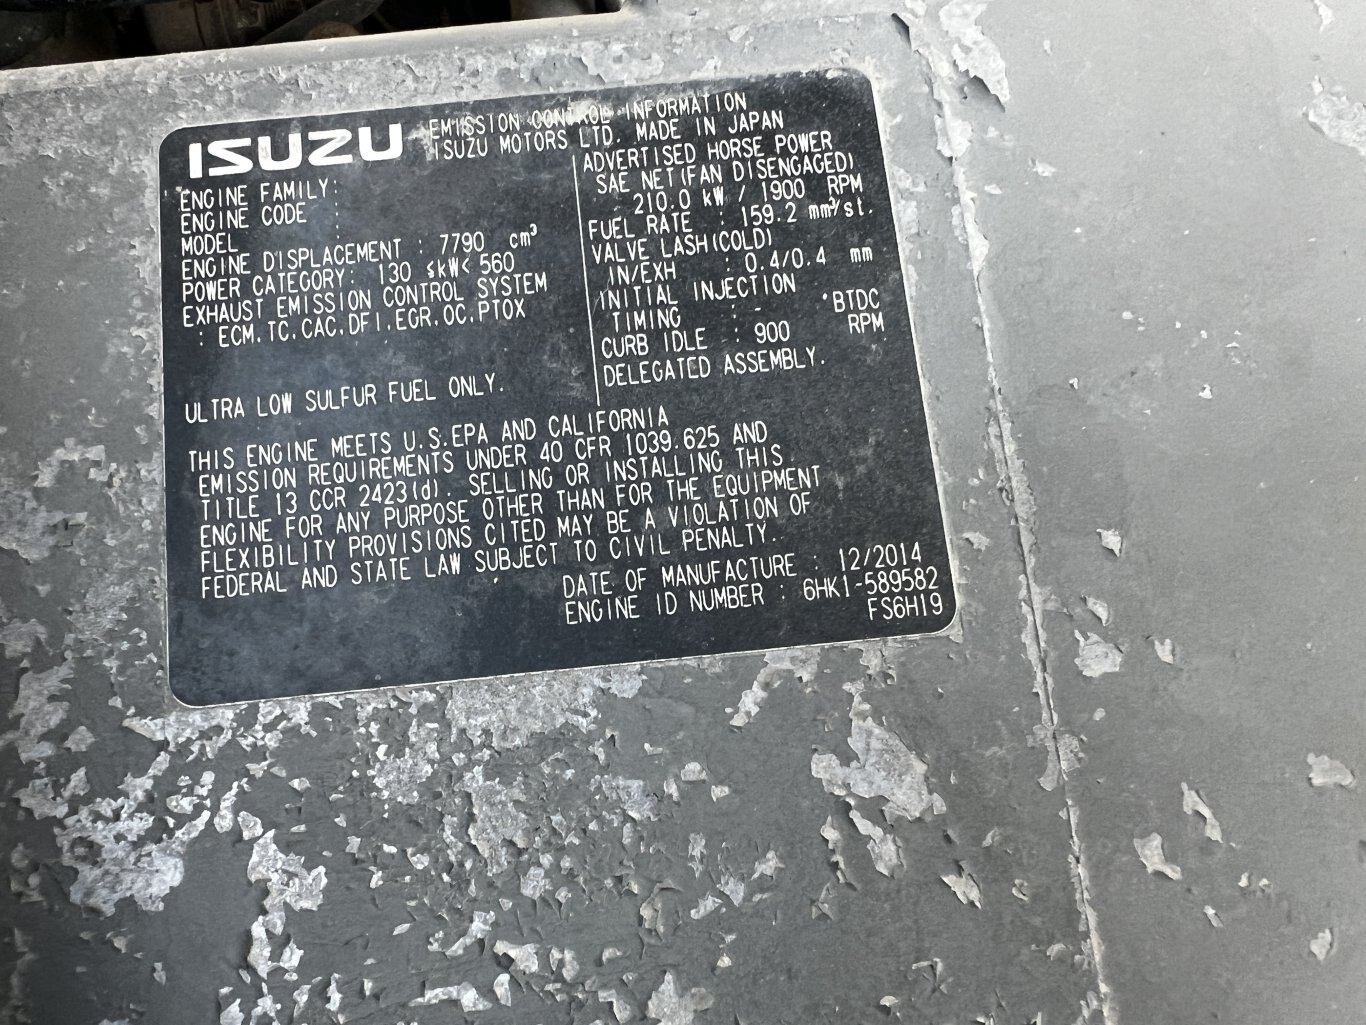 ISUZU
EMISSION CONTROL INFORMATION
ISUZU MOTORS LTD. MADE IN JAPAN
ENGINE FAMILY:
ENGINE CODE :
MODEL :
ENGINE DISPLACEMENT : 7790 cm³
POWER CATEGORY: 130 ≤kW< 560
EXHAUST EMISSION CONTROL SYSTEM
: ECM.TC.CAC.DFI.EGR.OC.PTOX
ULTRA LOW SULFUR FUEL ONLY.
ADVERTISED HORSE POWER
SAE NET(FAN DISENGAGED)
210.0 kW / 1900 RPM
FUEL RATE : 159.2 mm³/st.
VALVE LASH(COLD)
IN/EXH : 0.4/0.4 mm
INITIAL INJECTION
TIMING : - °BTDC
CURB IDLE : 900 RPM
DELEGATED ASSEMBLY.
THIS ENGINE MEETS U.S.EPA AND CALIFORNIA
EMISSION REQUIREMENTS UNDER 40 CFR 1039.625 AND
TITLE 13 CCR 2423(d). SELLING OR INSTALLING THIS
ENGINE FOR ANY PURPOSE OTHER THAN FOR THE EQUIPMENT
FLEXIBILITY PROVISIONS CITED MAY BE A VIOLATION OF
FEDERAL AND STATE LAW SUBJECT TO CIVIL PENALTY.
DATE OF MANUFACTURE : 12/2014
ENGINE ID NUMBER : 6HK1-589582
FS6H19